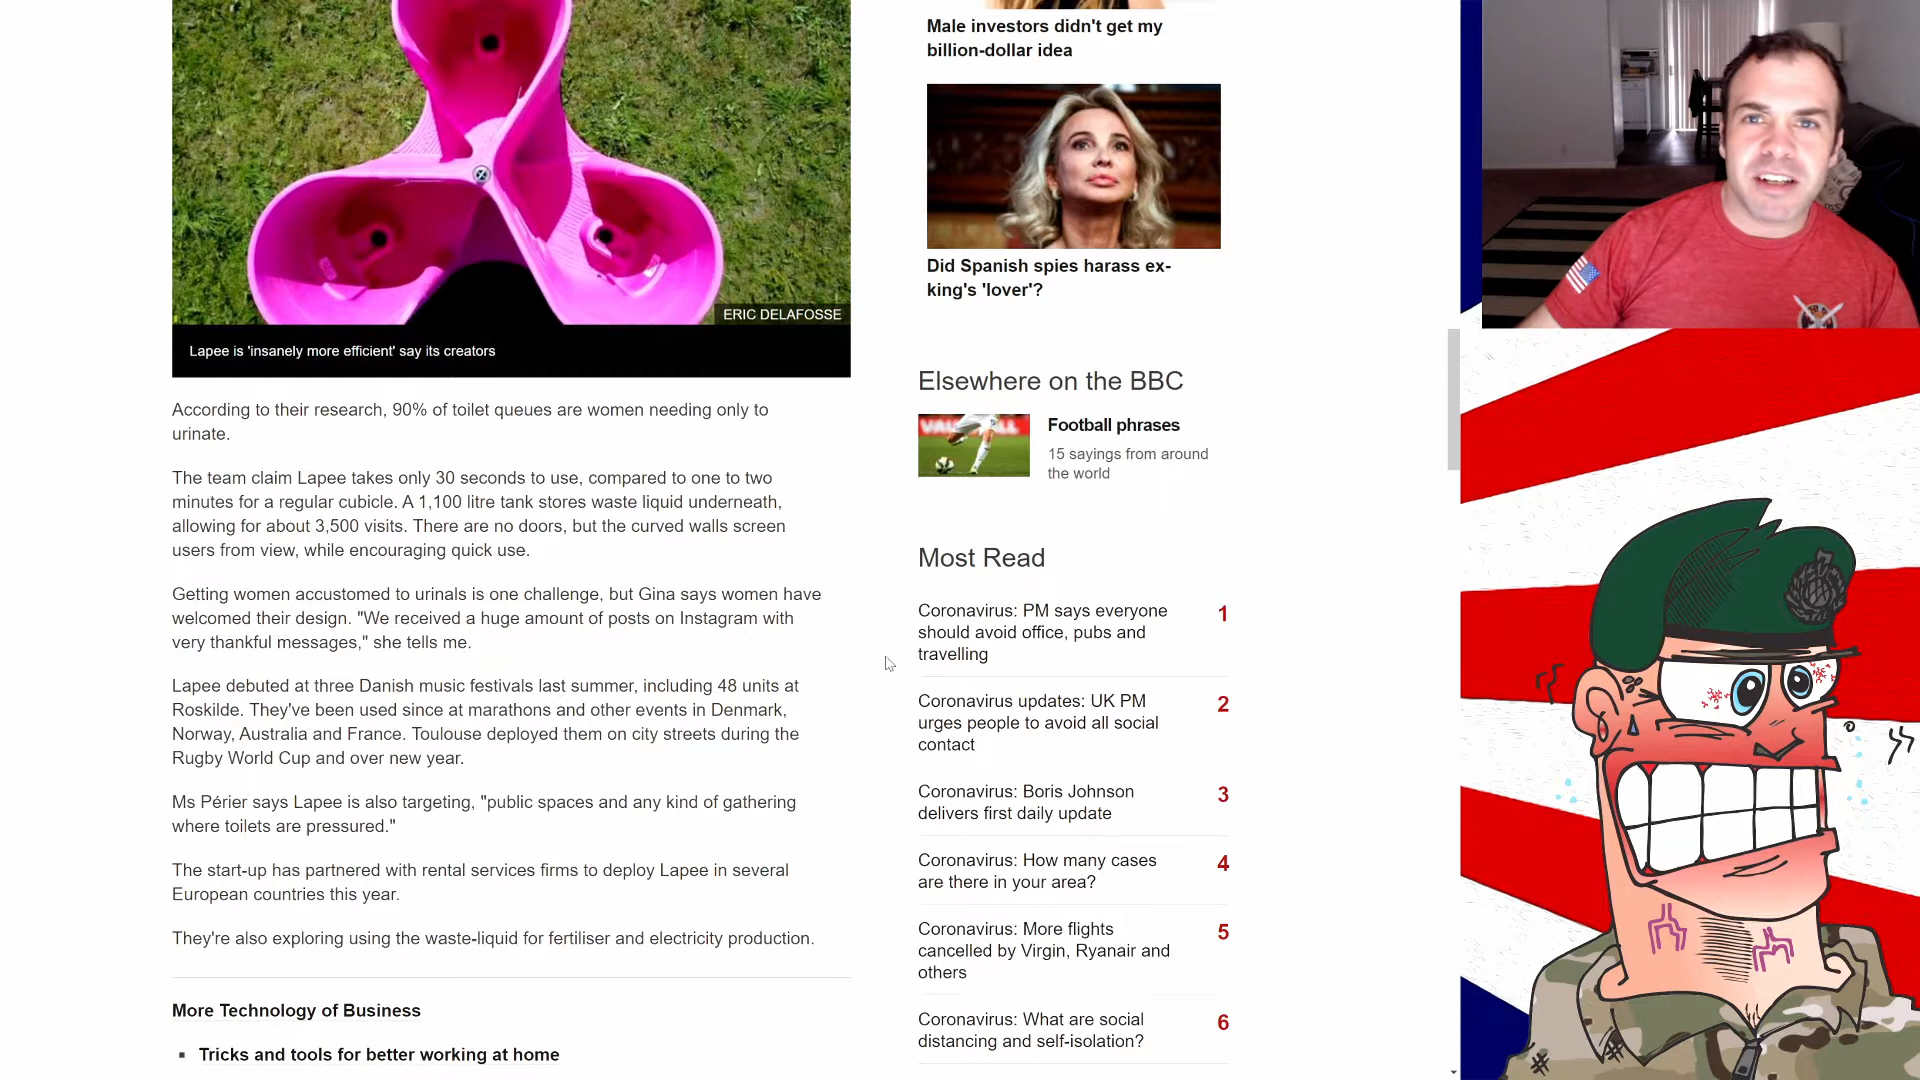 ERIC DELAFOSSE
Lapee is 'insanely more efficient' say its creators
According to their research, 90% of toilet queues are women needing only to
urinate.
The team claim Lapee takes only 30 seconds to use, compared to one to two
minutes for a regular cubicle. A 1,100 litre tank stores waste liquid underneath,
allowing for about 3,500 visits. There are no doors, but the curved walls screen
users from view, while encouraging quick use.
Getting women accustomed to urinals is one challenge, but Gina says women have
welcomed their design. "We received a huge amount of posts on Instagram with
very thankful messages," she tells me.
Lapee debuted at three Danish music festivals last summer, including 48 units at
Roskilde. They've been used since at marathons and other events in Denmark,
Norway, Australia and France. Toulouse deployed them on city streets during the
Rugby World Cup and over new year.
Ms Périer says Lapee is also targeting, "public spaces and any kind of gathering
where toilets are pressured."
The start-up has partnered with rental services firms to deploy Lapee in several
European countries this year.
They're also exploring using the waste-liquid for fertiliser and electricity production.
More Technology of Business
Tricks and tools for better working at home
Male investors didn't get my
billion-dollar idea
Did Spanish spies harass ex-
king's 'lover'?
Elsewhere on the BBC
Football phrases
15 sayings from around
the world
Most Read
Coronavirus: PM says everyone
should avoid office, pubs and
travelling
1
Coronavirus updates: UK PM
urges people to avoid all social
contact
2
Coronavirus: Boris Johnson
delivers first daily update
3
Coronavirus: How many cases
are there in your area?
4
Coronavirus: More flights
cancelled by Virgin, Ryanair and
others
5
Coronavirus: What are social
distancing and self-isolation?
6